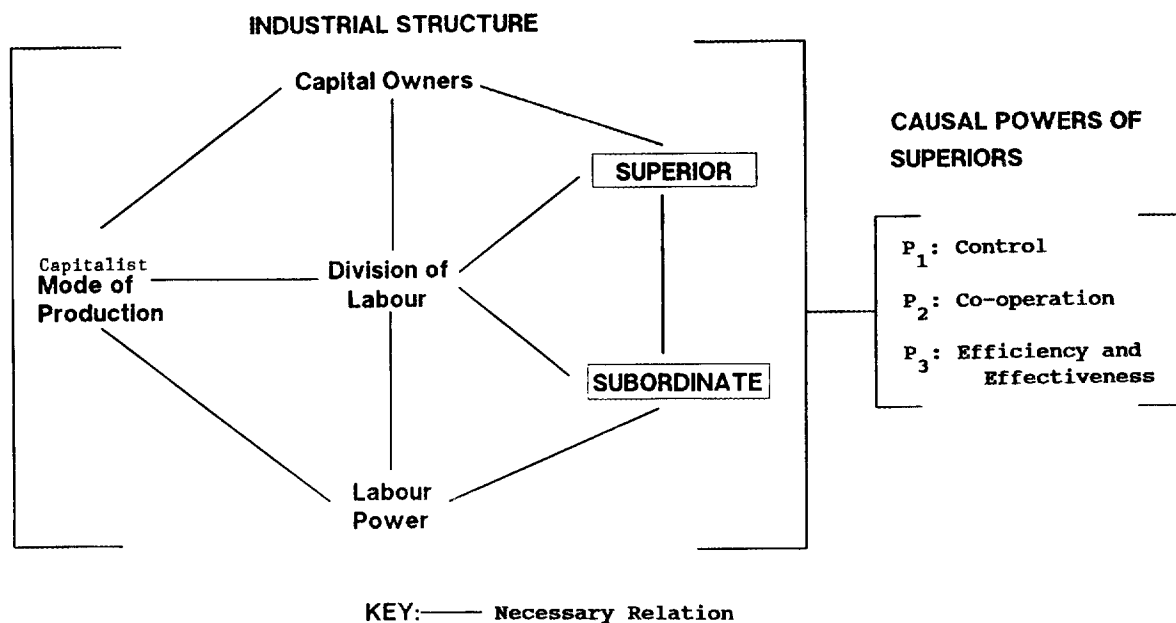 INDUSTRIAL STRUCTURE
Capital Owners
SUPERIOR
Capitalist
Mode of
Production
Division of
Labour
SUBORDINATE
Labour
Power
CAUSAL POWERS OF
SUPERIORS
P1: Control
P2: Co-operation
P3: Efficiency and
Effectiveness
KEY: Necessary Relation